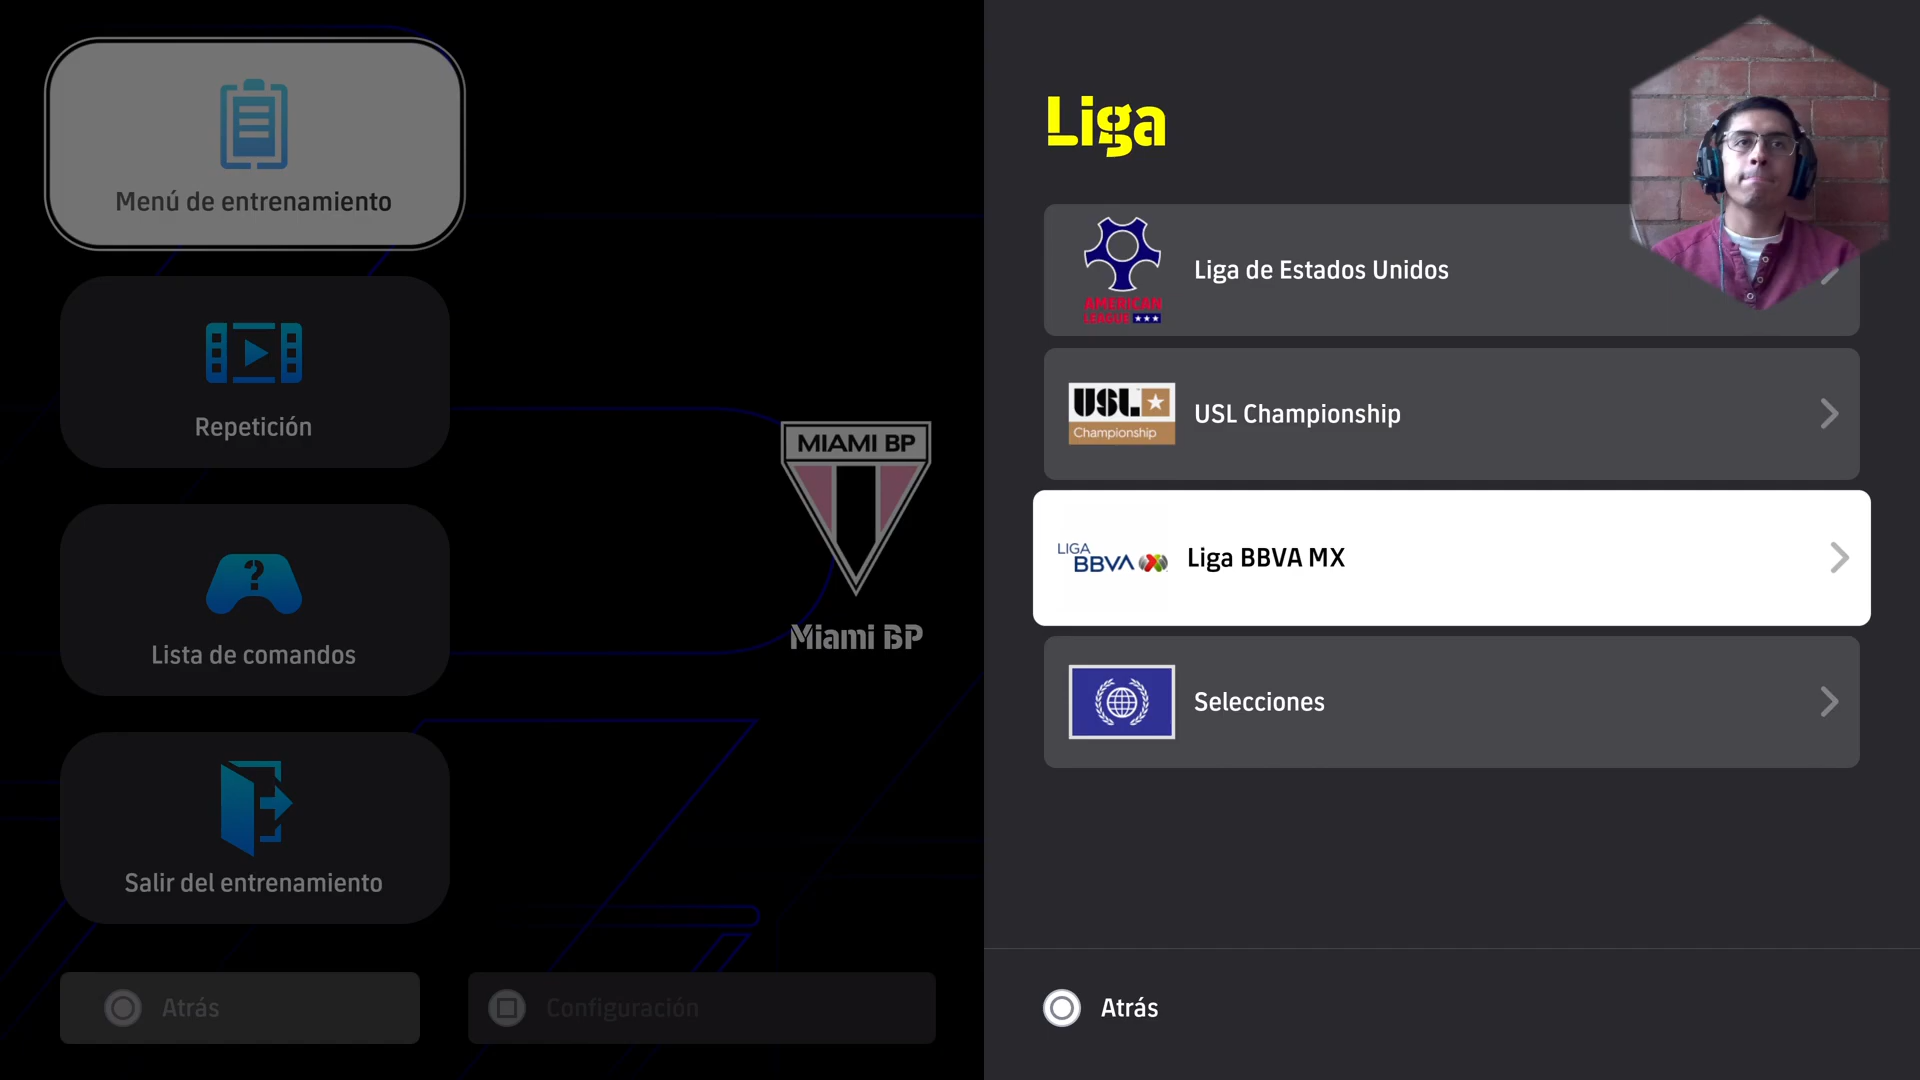 Menú de entrenamiento
Repetición
?
Lista de comandos
Salir del entrenamiento
Atrás
Configuración
MIAMI BP
Miami BP
Liga
AMERICAN
LEAGUE
Liga de Estados Unidos
USL
Championship
USL Championship
LIGA
BBVA
Liga BBVA MX
Selecciones
Atrás